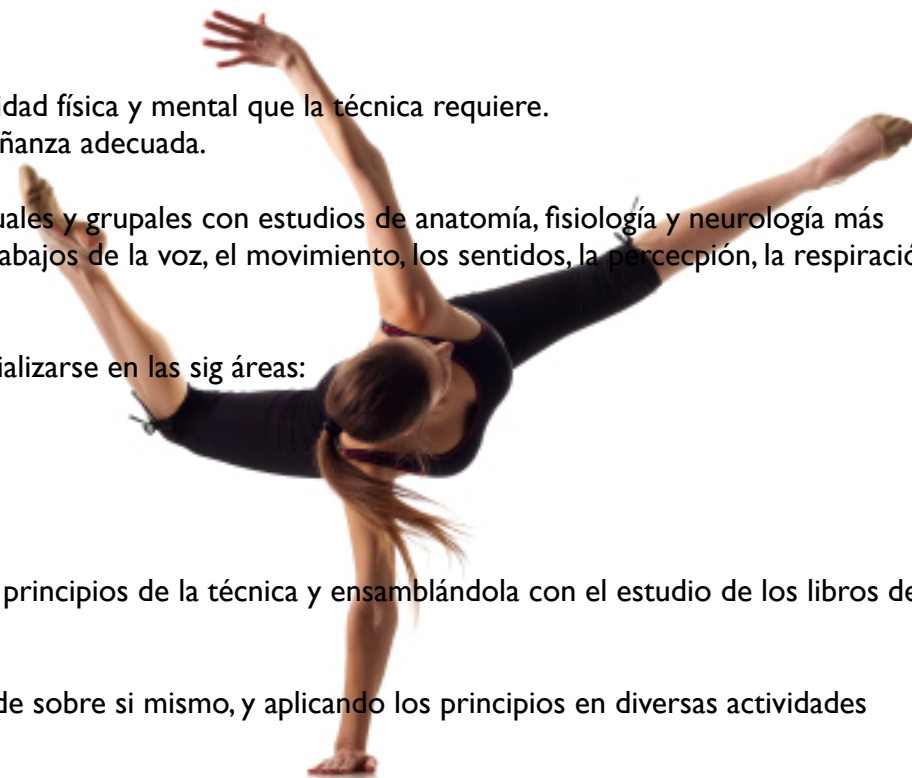 idad física y mental que la técnica requiere.
ñanza adecuada.
uales y grupales con estudios de anatomía, fisiología y neurología más
abajos de la voz, el movimiento, los sentidos, la percecpión, la respiració
ializarse en las sig áreas:
principios de la técnica y ensamblándola con el estudio de los libros de
de sobre si mismo, y aplicando los principios en diversas actividades